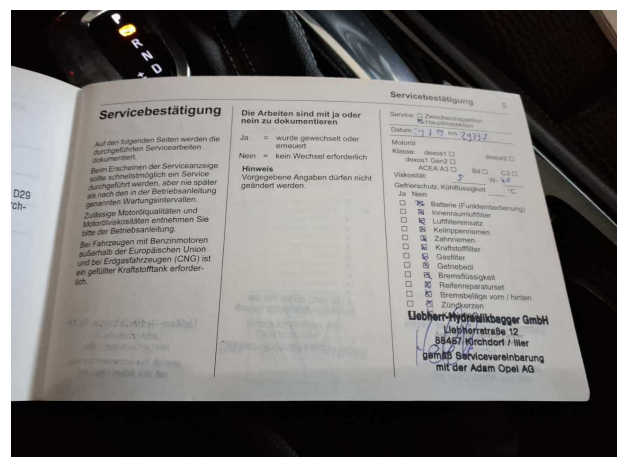 P
R
N
D
D29
ch-
Servicebestätigung
Auf den folgenden Seiten werden die
durchgeführten Servicearbeiten
dokumentiert.
Beim Erscheinen der Serviceanzeige
sollte schnellstmöglich ein Service
durchgeführt werden, aber nie später
als nach den in der Betriebsanleitung
genannten Wartungsintervallen.
Zulässige Motorölqualitäten und
Motorölviskositäten entnehmen Sie
bitte der Betriebsanleitung.
Bei Fahrzeugen mit Benzinmotoren
außerhalb der Europäischen Union
und bei Erdgasfahrzeugen (CNG) ist
ein gefüllter Kraftstofftank erforder-
lich.
Die Arbeiten sind mit ja oder
nein zu dokumentieren
Ja = wurde gewechselt oder
erneuert
Nein = kein Wechsel erforderlich
Hinweis
Vorgegebene Angaben dürfen nicht
geändert werden.
Servicebestätigung 5
Service: Zwischeninspektion
Hauptinspektion
Datum km
Motoröl
Klasse: dexos1 dexos2
dexos1 Gen2 B4 C3
ACEA A3
Viskosität: W- 40
Gefrierschutz, Kühlflüssigkeit °C
Ja Nein
Batterie (Funkfernbedienung)
Innenraumluftfilter
Luftfiltereinsatz
Keilrippenriemen
Zahnriemen
Kraftstofffilter
Gasfilter
Getriebeöl
Bremsflüssigkeit
Reifenreparaturset
Bremsbeläge vorn / hinten
Zündkerzen
Liebherr-Hydraulikbagger GmbH
Liebherrstraße 12
88457 Kirchdorf / Iller
gemäß Servicevereinbarung
mit der Adam Opel AG